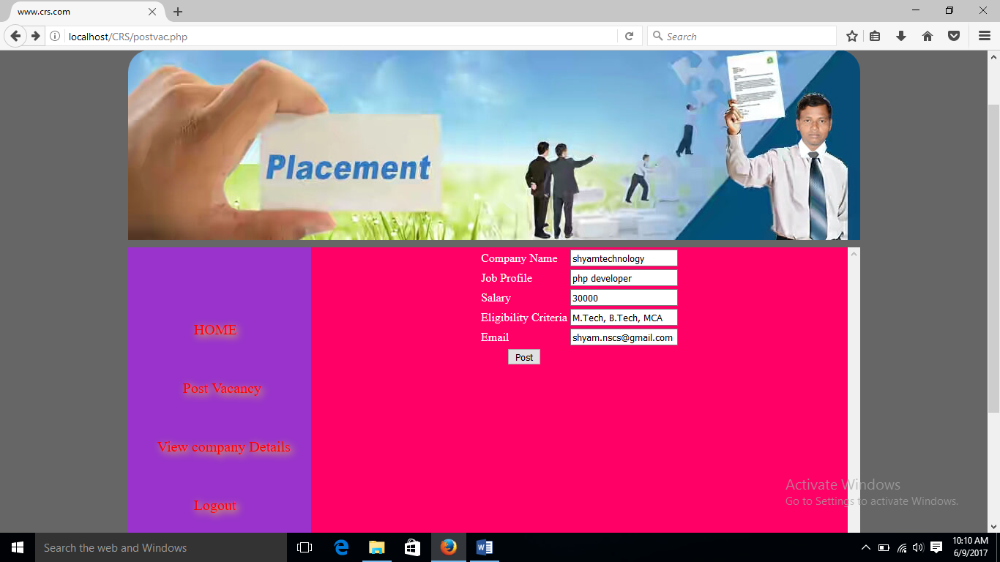 www.crs.com
localhost/CRS/postvac.php
Search
Placement
Company Name shyamtechnology
Job Profile php developer
Salary 30000
Eligibility Criteria M.Tech, B.Tech, MCA
Email shyam.nscs@gmail.com
Post
HOME
Post Vacancy
View company Details
Logout
Activate Windows
Go to Settings to activate Windows.
Search the web and Windows
10:10 AM
6/9/2017